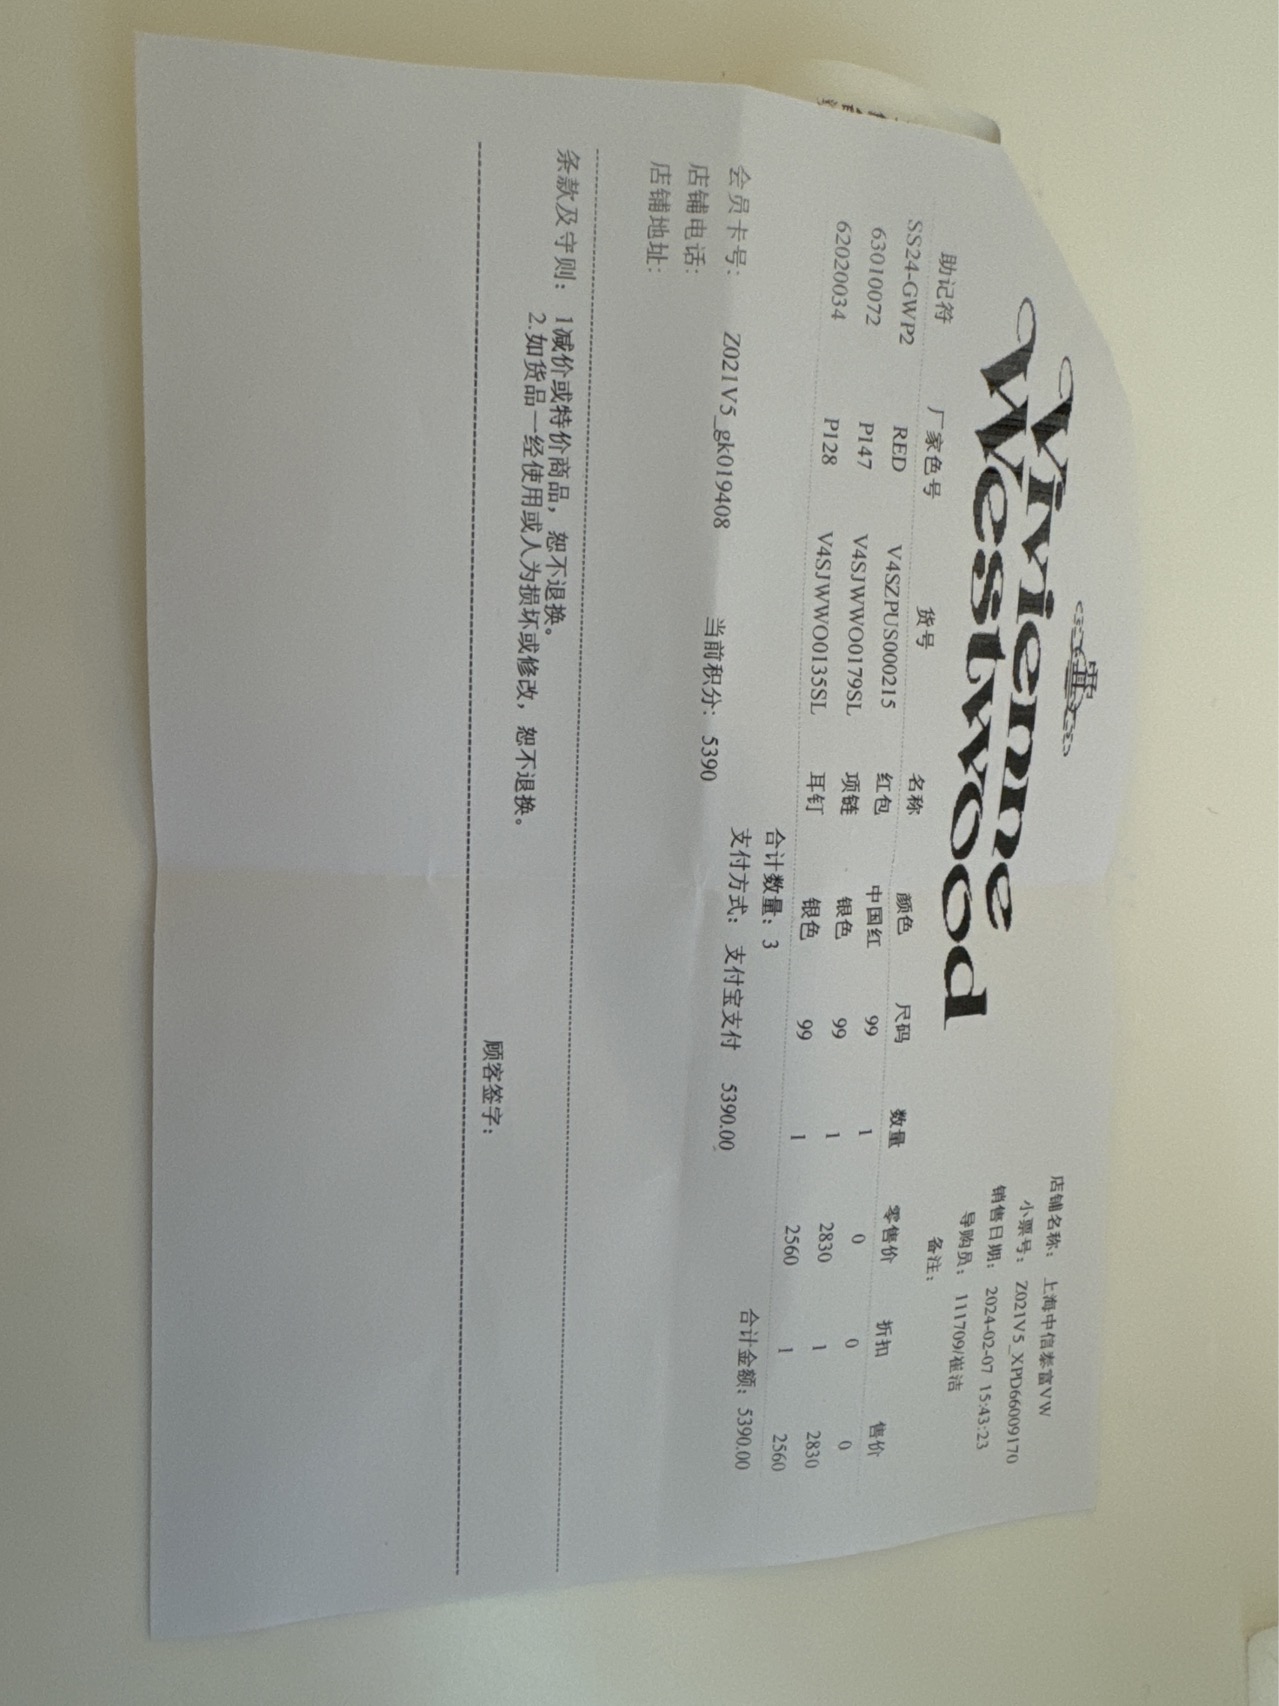 Vivienne
Westwood
店铺名称： 上海中信泰富VW
小票号： Z021V5_XPD66009170
销售日期： 2024-02-07 15:43:23
导购员： 111709/崔洁
备注：
助记符 厂家色号 货号 名称 颜色 尺码 数量 零售价 折扣 售价
SS24-GWP2 RED V4SZPUS000215 红包 中国红 99 1 0 0 0
63010072 P147 V4SJWWO0179SL 项链 银色 99 1 2830 1 2830
62020034 P128 V4SJWWO0135SL 耳钉 银色 99 1 2560 1 2560
合计数量：3 合计金额：5390.00
会员卡号： Z021V5_gk019408 当前积分： 5390 支付方式： 支付宝支付 5390.00
店铺电话：
店铺地址：
条款及守则： 1减价或特价商品，恕不退换。
2.如货品一经使用或人为损坏或修改，恕不退换。
顾客签字：